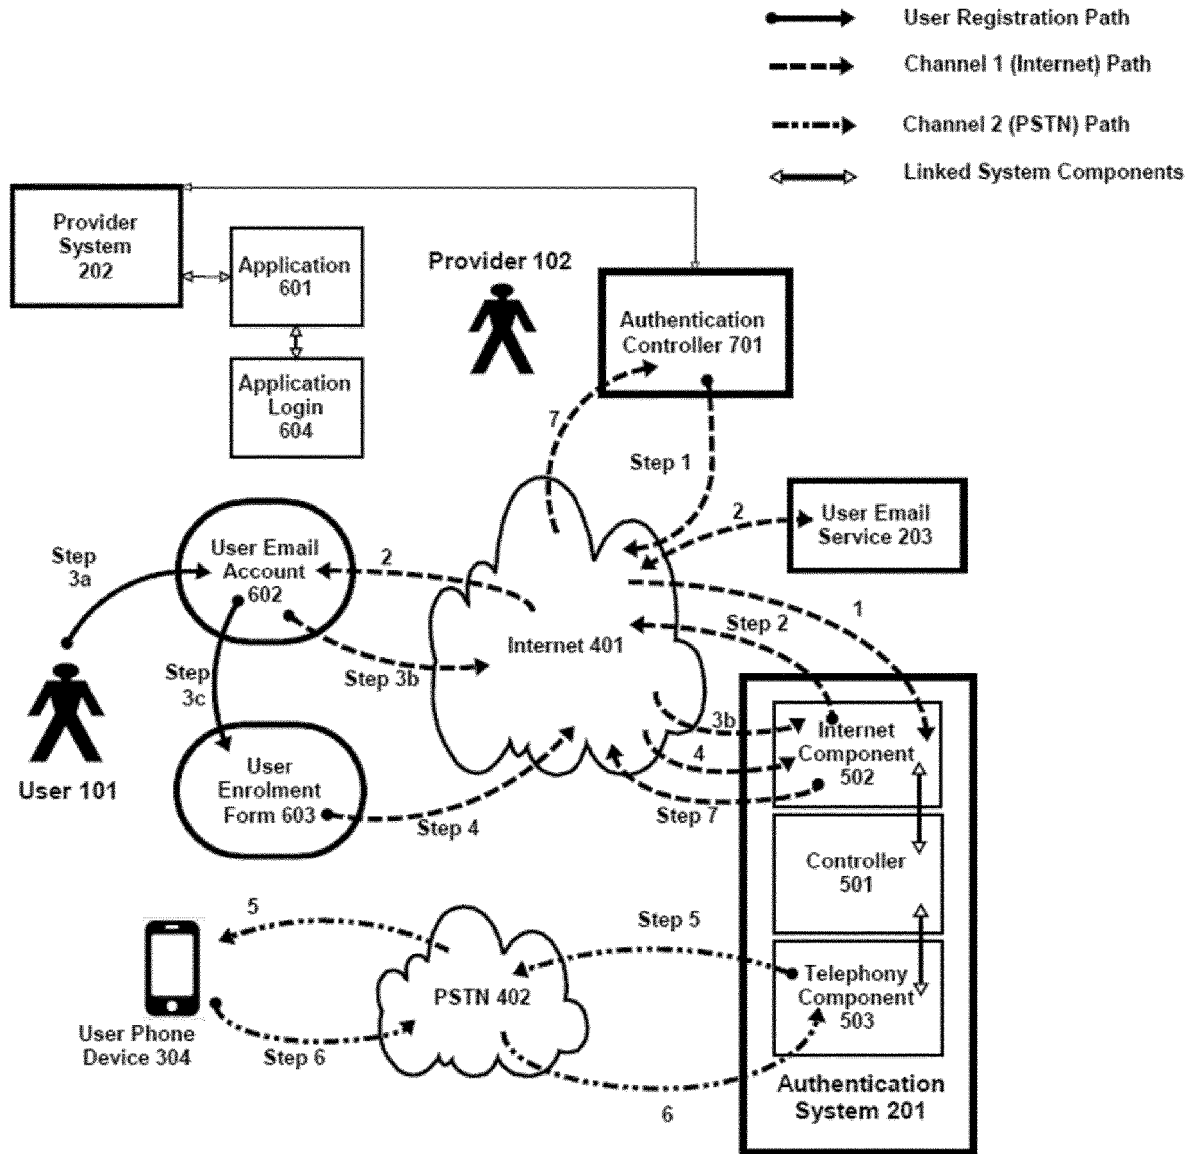 User Registration Path
Channel 1 (Internet) Path
Channel 2 (PSTN) Path
Linked System Components
Provider
System
202
Application
601
Provider 102
Authentication
Controller 701
Application
Login
604
7
Step 1
User Email
Service 203
2
Step
3a
User Email
Account
602
2
1
Step 2
Internet 401
Step
3c
Step 3b
3b
Internet
Component
502
4
User 101
User
Enrolment
Form 603
Step 4
Step 7
Controller
501
5
Step 5
Telephony
Component
503
PSTN 402
User Phone
Device 304
Step 6
6
Authentication
System 201